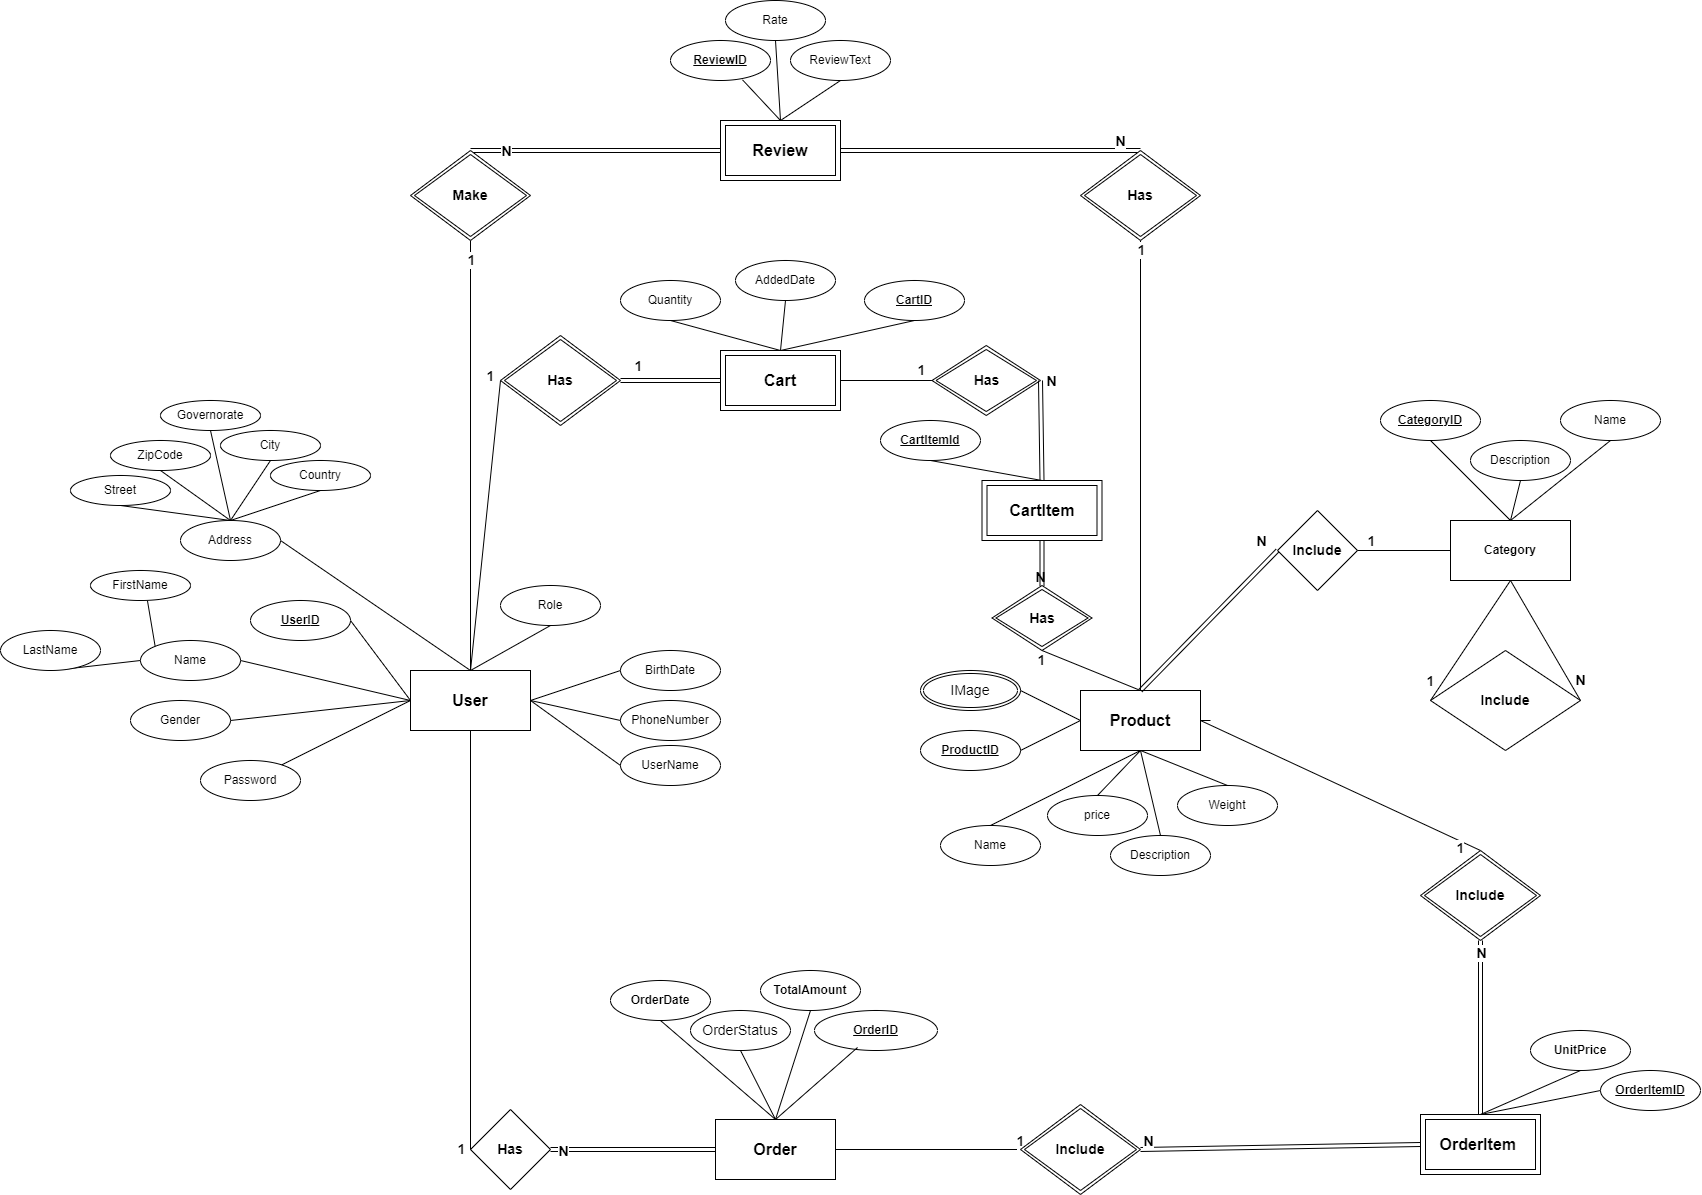 Rate
ReviewID
ReviewText
Review
N
N
Make
Has
1
1
AddedDate
Quantity
CartID
1
Has
1
Cart
1
Has
N
Governorate
City
ZipCode
Country
Street
Address
CartItemId
CartItem
N
Has
1
CategoryID
Name
Description
N
Include
1
Category
1
Include
N
FirstName
LastName
Name
UserID
Role
Gender
Password
User
BirthDate
PhoneNumber
UserName
IMage
ProductID
Product
Name
price
Description
Weight
1
Include
N
OrderDate
TotalAmount
OrderStatus
OrderID
UnitPrice
OrderItemID
1
Has
N
Order
1
Include
N
OrderItem